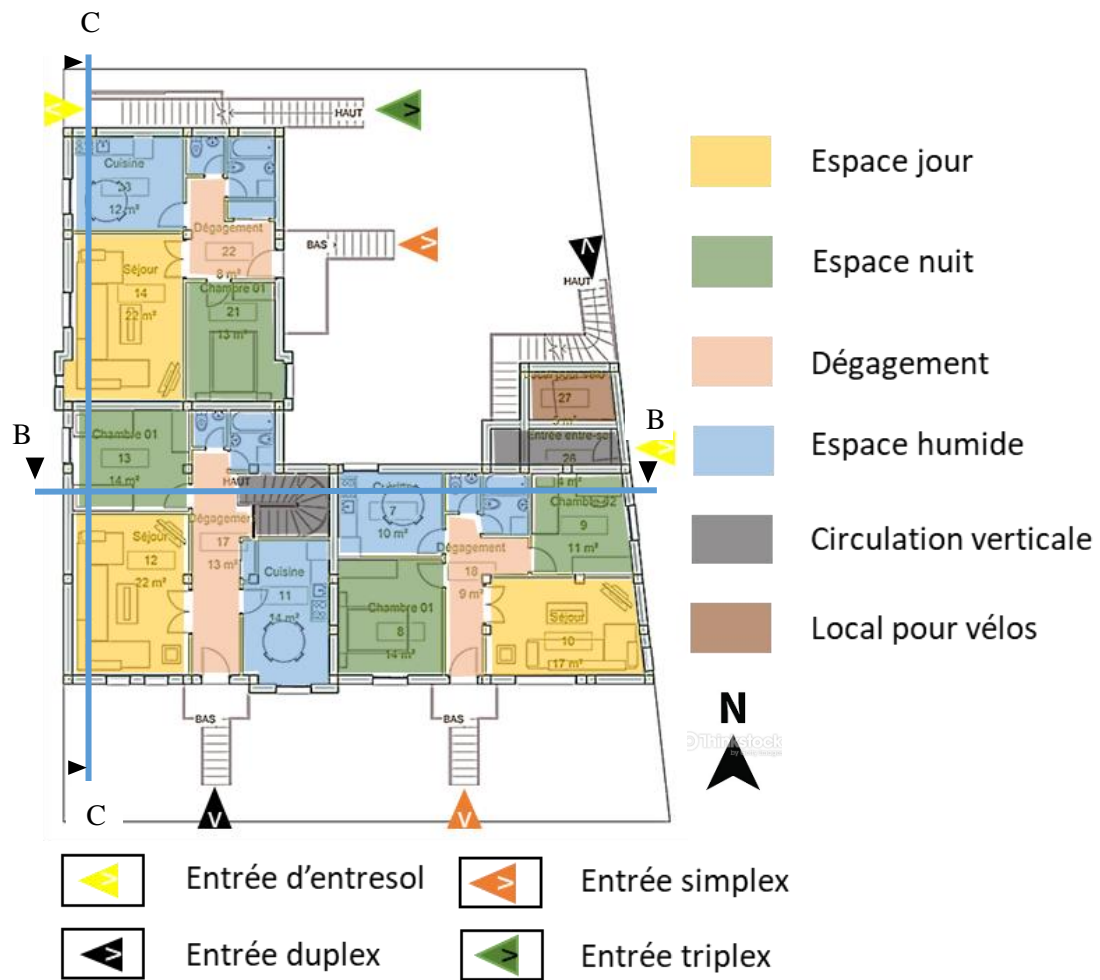 C
HAUT
Cuisine
23
12 m²
Dégagement
22
8 m²
BAS
Séjour
14
22 m²
Chambre 01
21
13 m²
HAUT
27
Entrée entre-sol
26
4 m²
B
B
Chambre 01
13
14 m²
HAUT
Dégagement
17
13 m²
Séjour
12
22 m²
Cuisine
11
14 m²
7
10 m²
Dégagement
18
9 m²
9
11 m²
Chambre 01
8
14 m²
Séjour
10
17 m²
BAS
BAS
C
Espace jour
Espace nuit
Dégagement
Espace humide
Circulation verticale
Local pour vélos
N
Thinkstock
Entrée d'entresol
Entrée simplex
Entrée duplex
Entrée triplex